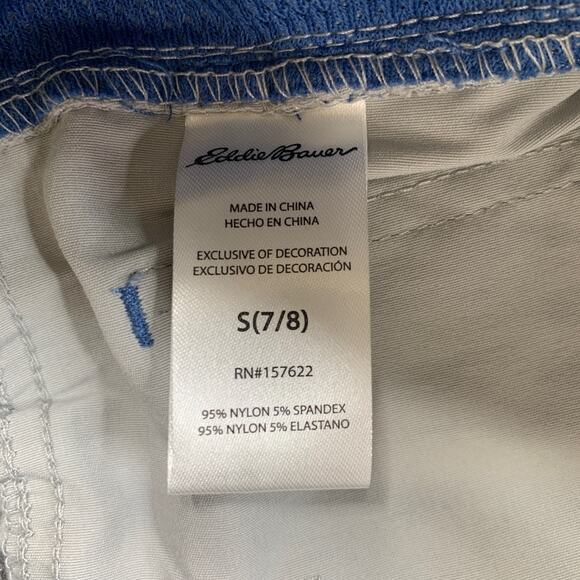 Eddie Bauer
MADE IN CHINA
HECHO EN CHINA
EXCLUSIVE OF DECORATION
EXCLUSIVO DE DECORACIÓN
S(7/8)
RN#157622
95% NYLON 5% SPANDEX
95% NYLON 5% ELASTANO